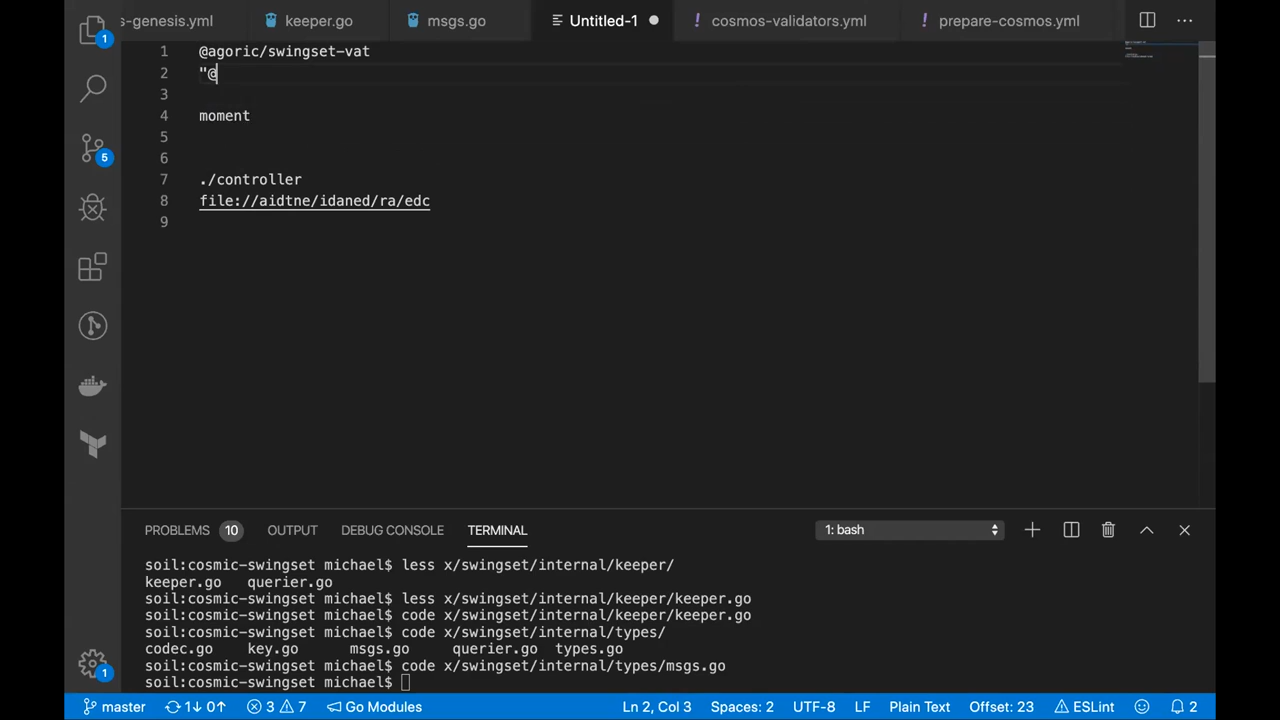 s-genesis.yml keeper.go msgs.go Untitled-1 cosmos-validators.yml prepare-cosmos.yml
1
1 @agoric/swingset-vat
2 "@
3
4 moment
5
5
6
7 ./controller
8 file://aidtne/idaned/ra/edc
9
PROBLEMS 10 OUTPUT DEBUG CONSOLE TERMINAL 1: bash
soil:cosmic-swingset michael$ less x/swingset/internal/keeper/
keeper.go querier.go
soil:cosmic-swingset michael$ less x/swingset/internal/keeper/keeper.go
soil:cosmic-swingset michael$ code x/swingset/internal/keeper/keeper.go
soil:cosmic-swingset michael$ code x/swingset/internal/types/
codec.go key.go msgs.go querier.go types.go
soil:cosmic-swingset michael$ code x/swingset/internal/types/msgs.go
soil:cosmic-swingset michael$
1
master 1↓ 0↑ 3 7 Go Modules Ln 2, Col 3 Spaces: 2 UTF-8 LF Plain Text Offset: 23 ESLint 2